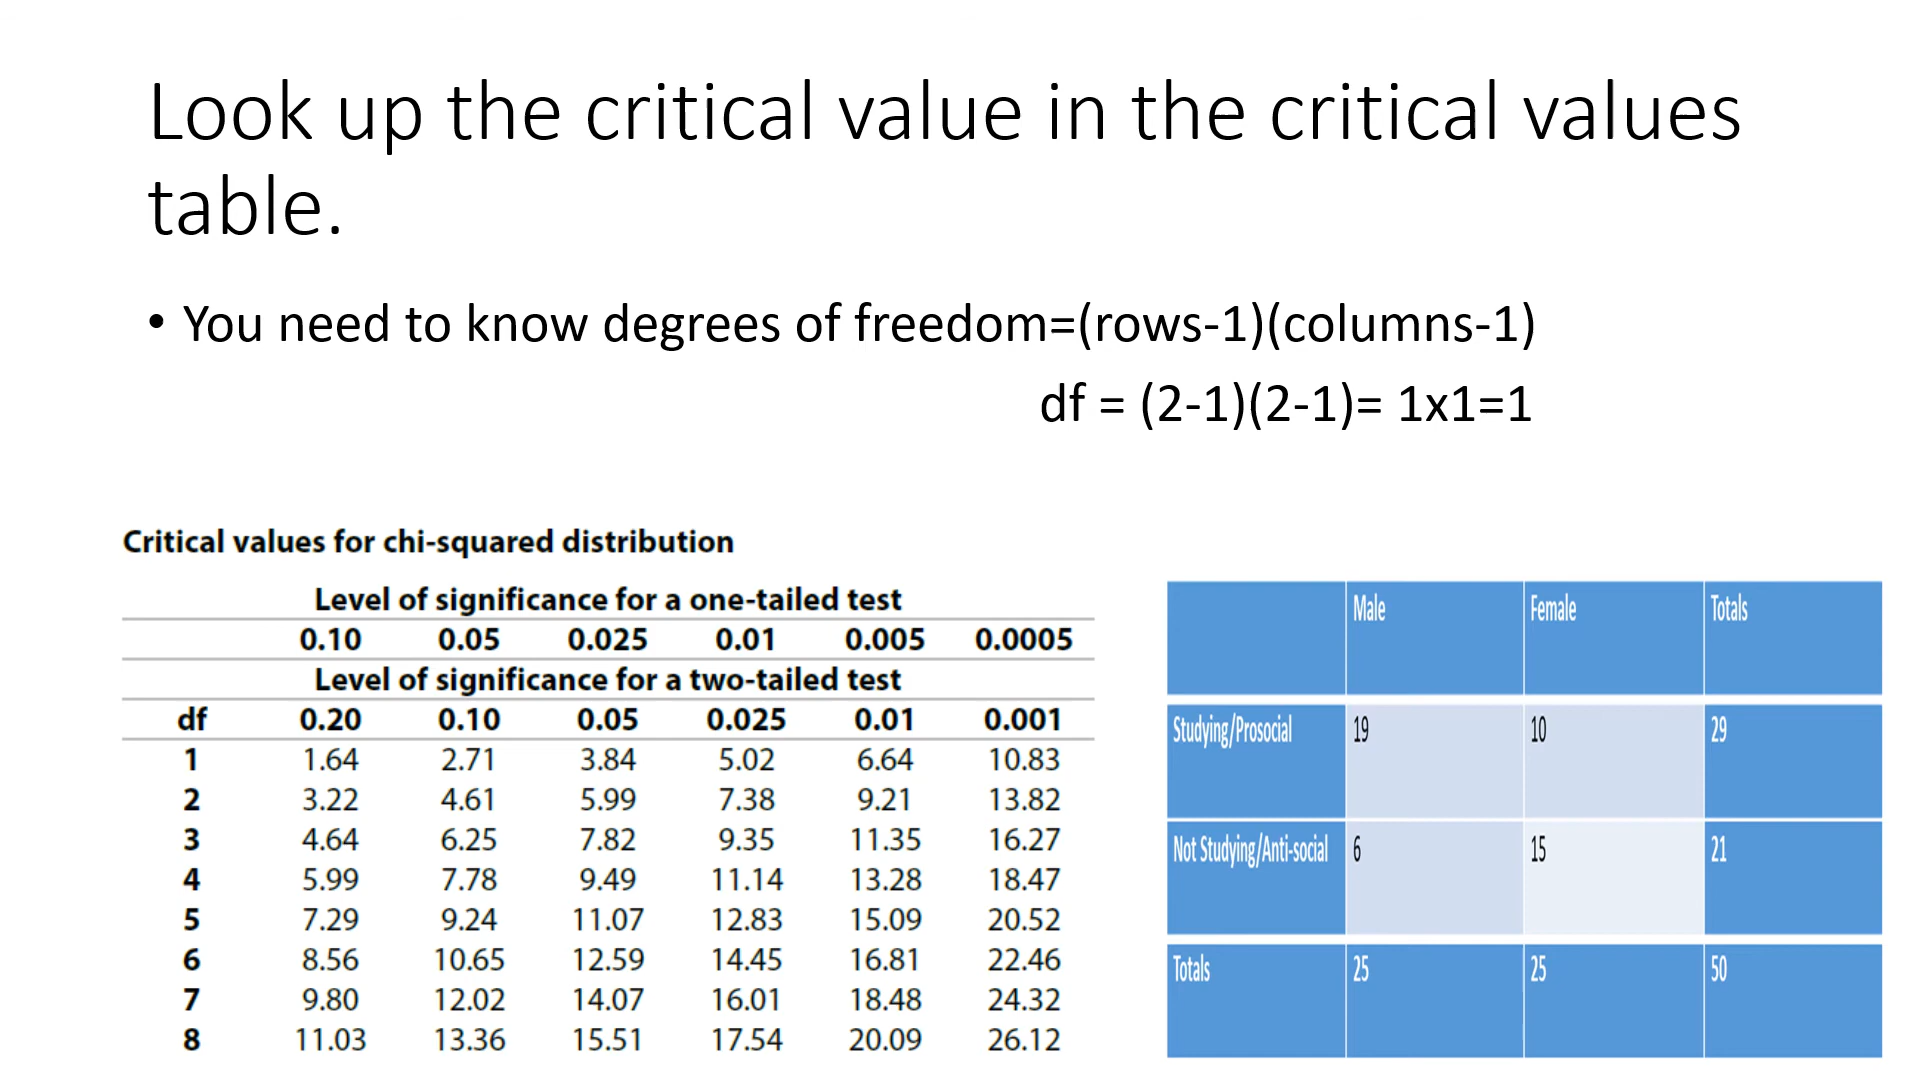 Look up the critical value in the critical values
table.
• You need to know degrees of freedom=(rows-1)(columns-1)
df = (2-1)(2-1)= 1x1=1
Critical values for chi-squared distribution
Level of significance for a one-tailed test
0.10 0.05 0.025 0.01 0.005 0.0005
Level of significance for a two-tailed test
df 0.20 0.10 0.05 0.025 0.01 0.001
1 1.64 2.71 3.84 5.02 6.64 10.83
2 3.22 4.61 5.99 7.38 9.21 13.82
3 4.64 6.25 7.82 9.35 11.35 16.27
4 5.99 7.78 9.49 11.14 13.28 18.47
5 7.29 9.24 11.07 12.83 15.09 20.52
6 8.56 10.65 12.59 14.45 16.81 22.46
7 9.80 12.02 14.07 16.01 18.48 24.32
8 11.03 13.36 15.51 17.54 20.09 26.12
Male Female Totals
Studying/Prosocial 19 10 29
Not Studying/Anti-social 6 15 21
Totals 25 25 50